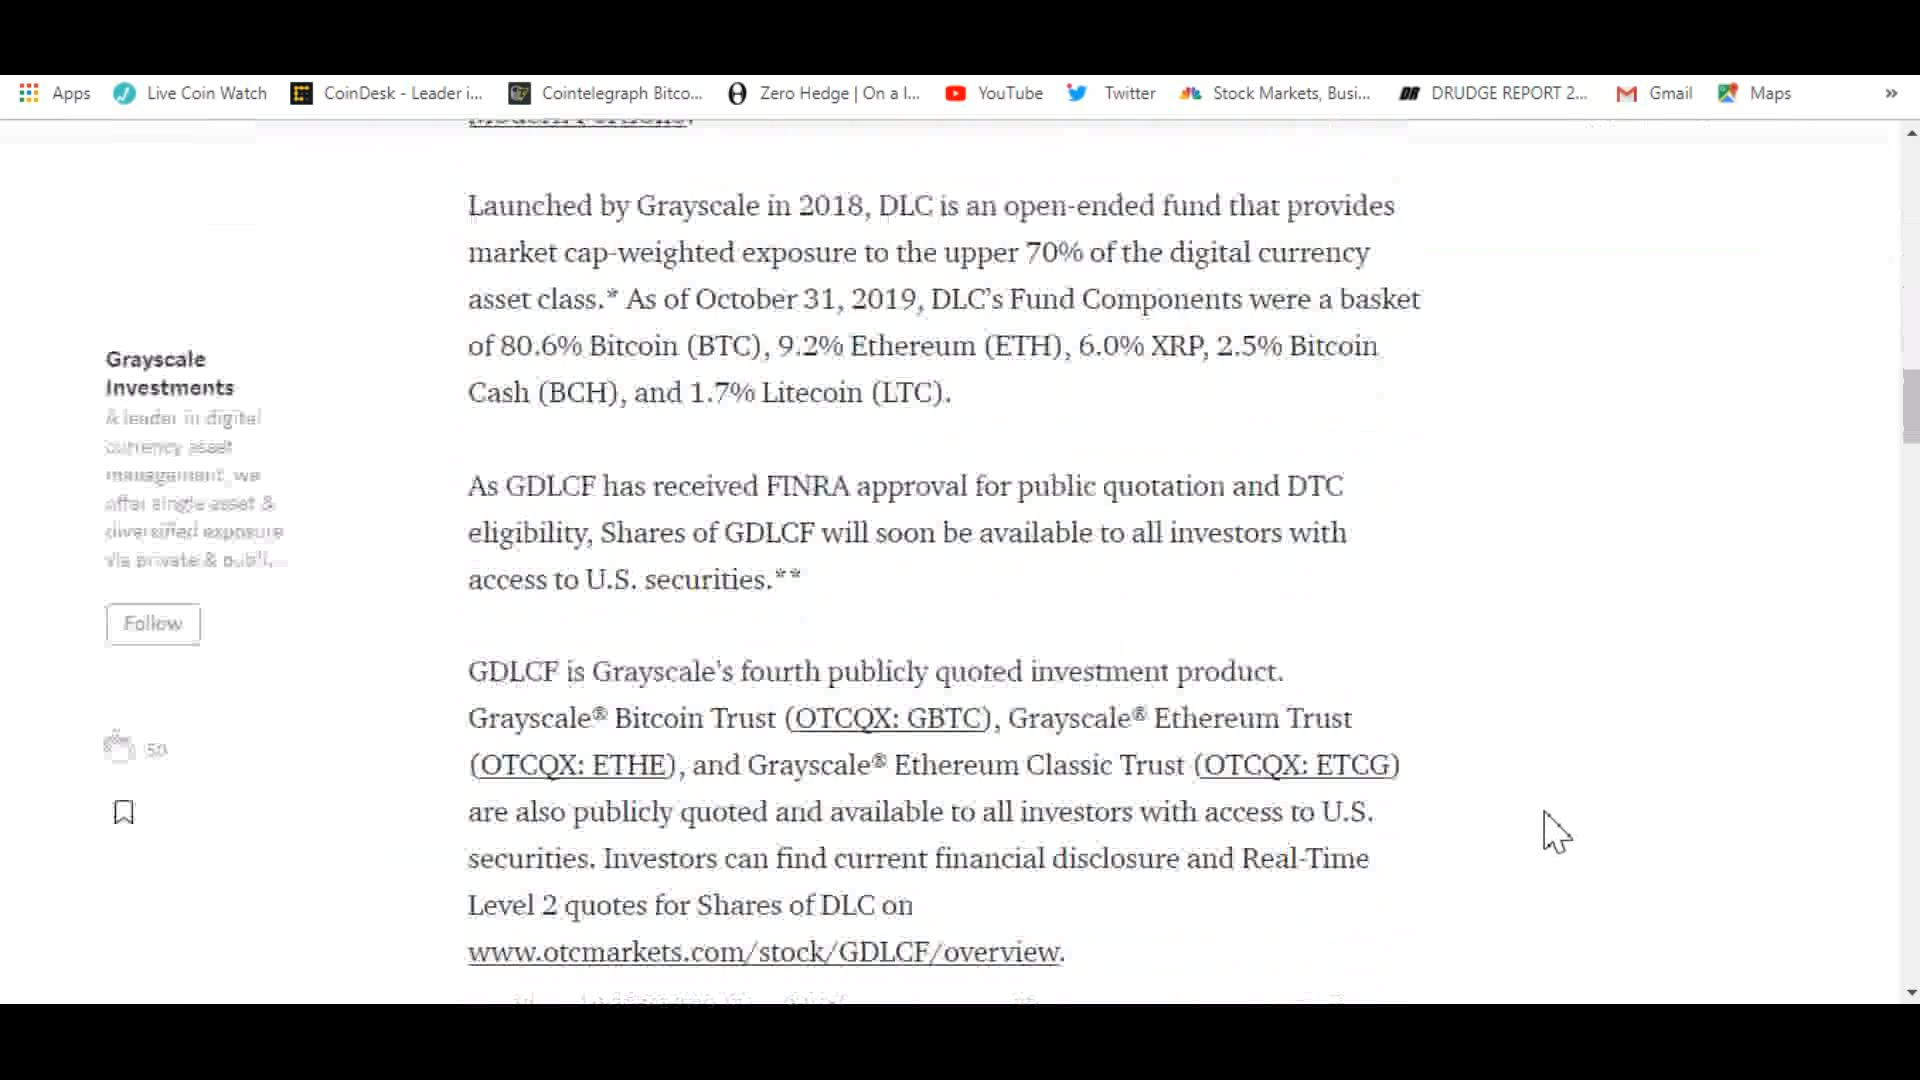 Apps Live Coin Watch CoinDesk - Leader i... Cointelegraph Bitco... Zero Hedge | On a l... YouTube Twitter Stock Markets, Busi... DRUDGE REPORT 2... Gmail Maps »
Launched by Grayscale in 2018, DLC is an open-ended fund that provides
market cap-weighted exposure to the upper 70% of the digital currency
asset class.* As of October 31, 2019, DLC's Fund Components were a basket
of 80.6% Bitcoin (BTC), 9.2% Ethereum (ETH), 6.0% XRP, 2.5% Bitcoin
Cash (BCH), and 1.7% Litecoin (LTC).
Grayscale
Investments
A leader in digital
currency asset
management, we
offer single asset &
diversified exposure
via private & publi...
Follow
50
As GDLCF has received FINRA approval for public quotation and DTC
eligibility, Shares of GDLCF will soon be available to all investors with
access to U.S. securities.**
GDLCF is Grayscale's fourth publicly quoted investment product.
Grayscale® Bitcoin Trust (OTCQX: GBTC), Grayscale® Ethereum Trust
(OTCQX: ETHE), and Grayscale® Ethereum Classic Trust (OTCQX: ETCG)
are also publicly quoted and available to all investors with access to U.S.
securities. Investors can find current financial disclosure and Real-Time
Level 2 quotes for Shares of DLC on
www.otcmarkets.com/stock/GDLCF/overview.